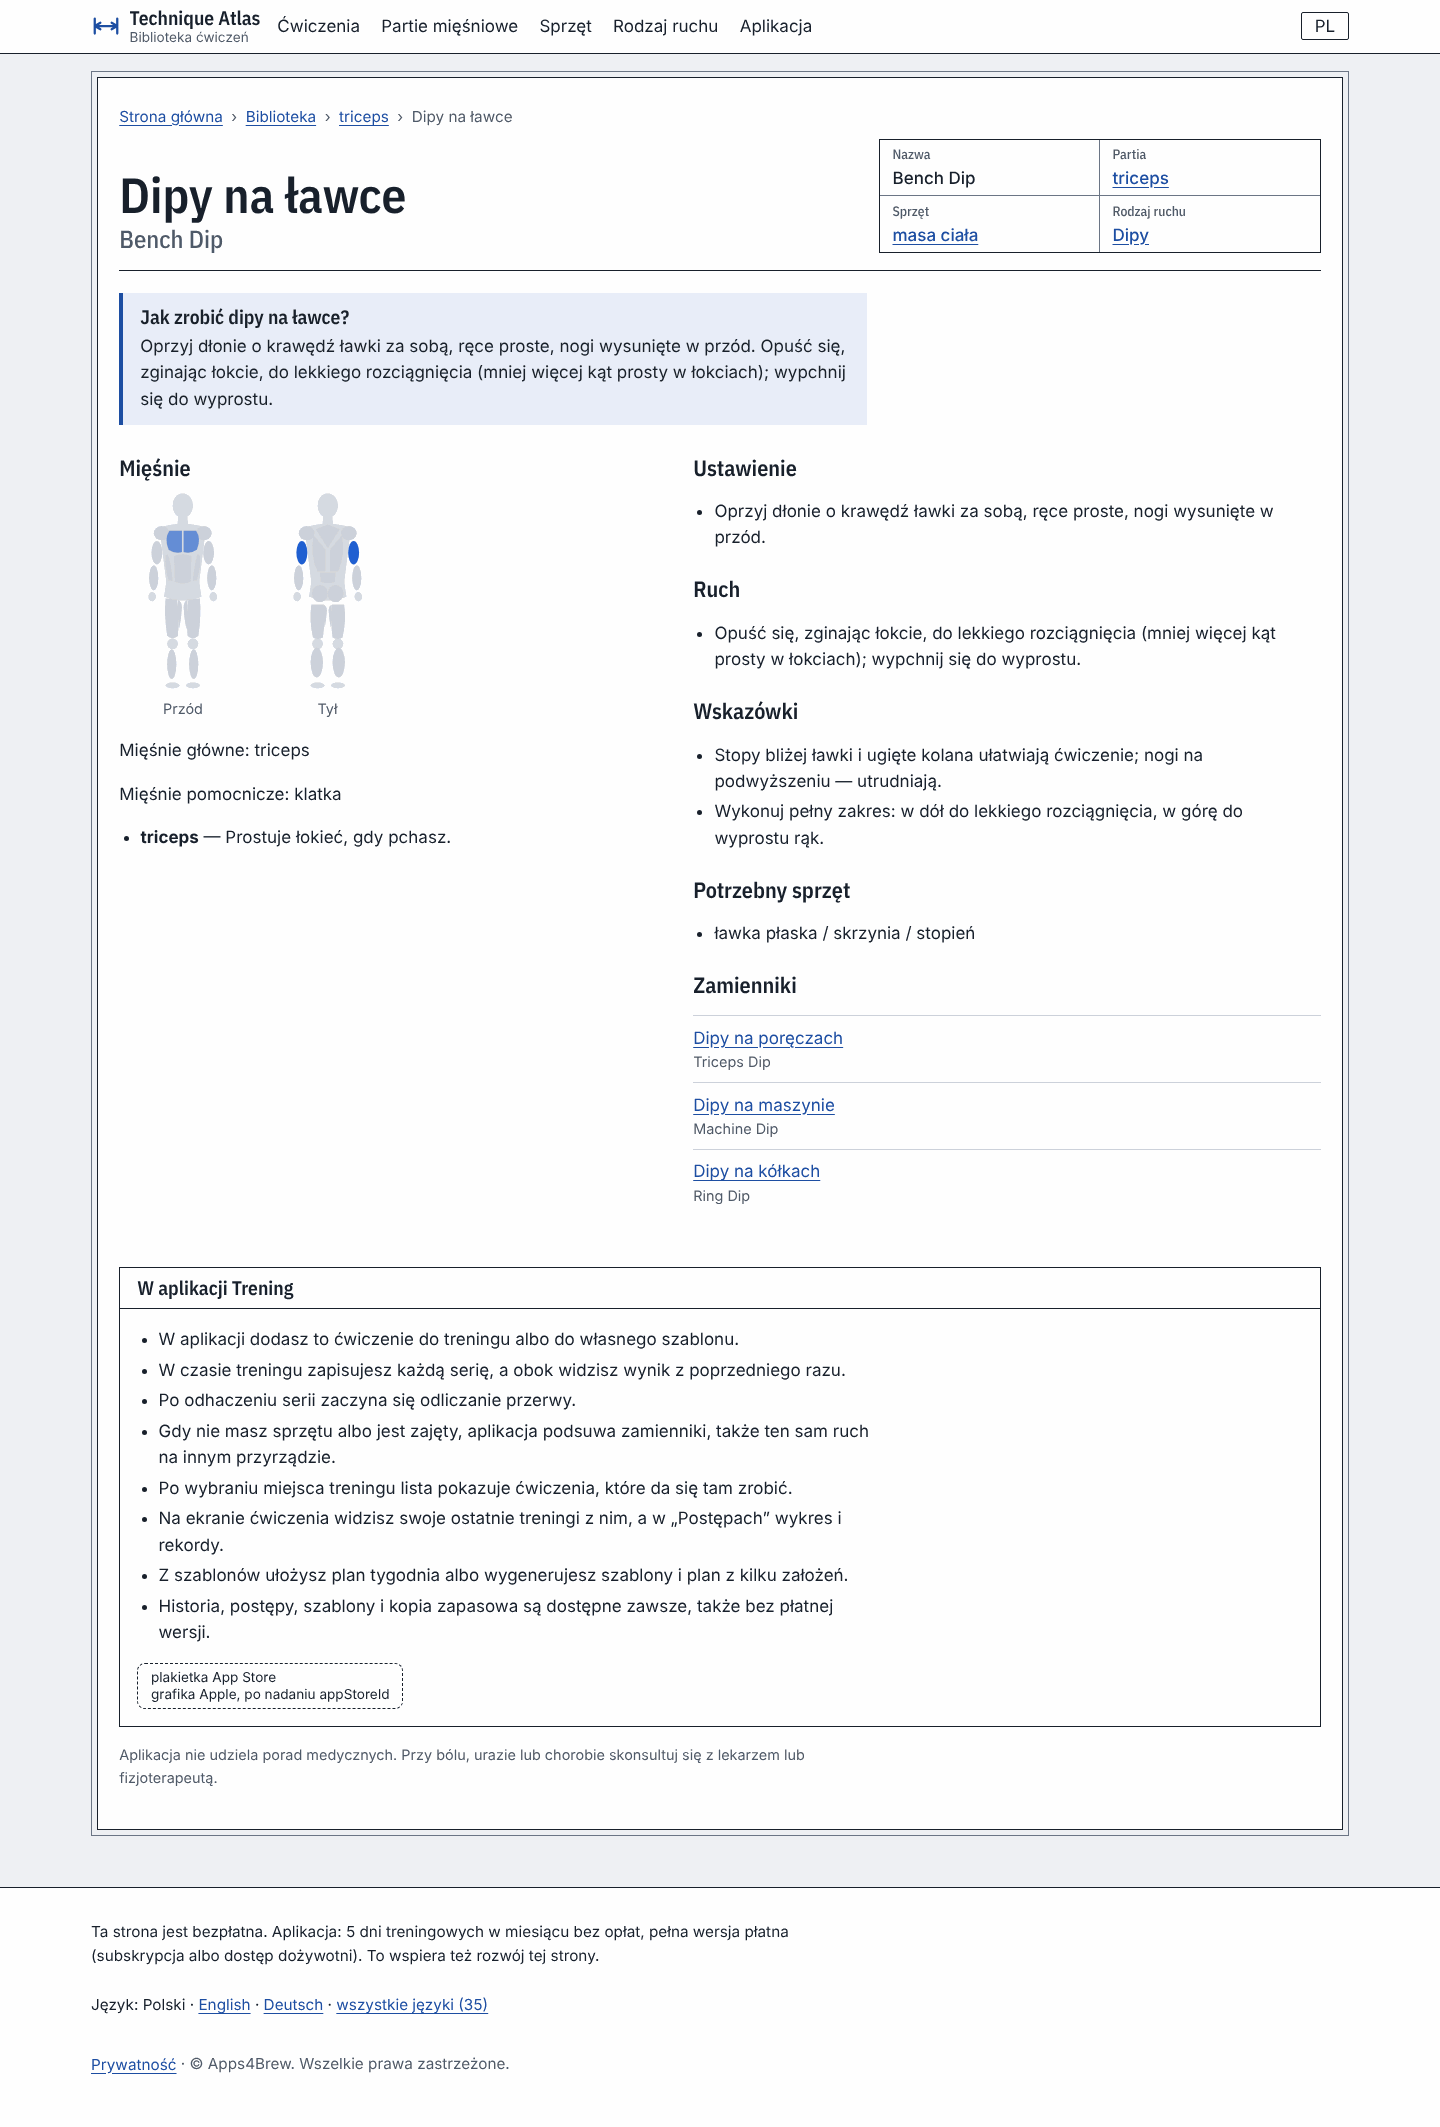 Technique Atlas
Biblioteka ćwiczeń
Ćwiczenia Partie mięśniowe Sprzęt Rodzaj ruchu Aplikacja
PL
Strona główna › Biblioteka › triceps › Dipy na ławce
Dipy na ławce
Bench Dip
Nazwa
Bench Dip
Partia
triceps
Sprzęt
masa ciała
Rodzaj ruchu
Dipy
Jak zrobić dipy na ławce?
Oprzyj dłonie o krawędź ławki za sobą, ręce proste, nogi wysunięte w przód. Opuść się,
zginając łokcie, do lekkiego rozciągnięcia (mniej więcej kąt prosty w łokciach); wypchnij
się do wyprostu.
Mięśnie
Przód
Tył
Mięśnie główne: triceps
Mięśnie pomocnicze: klatka
• triceps — Prostuje łokieć, gdy pchasz.
Ustawienie
• Oprzyj dłonie o krawędź ławki za sobą, ręce proste, nogi wysunięte w
przód.
Ruch
• Opuść się, zginając łokcie, do lekkiego rozciągnięcia (mniej więcej kąt
prosty w łokciach); wypchnij się do wyprostu.
Wskazówki
• Stopy bliżej ławki i ugięte kolana ułatwiają ćwiczenie; nogi na
podwyższeniu — utrudniają.
• Wykonuj pełny zakres: w dół do lekkiego rozciągnięcia, w górę do
wyprostu rąk.
Potrzebny sprzęt
• ławka płaska / skrzynia / stopień
Zamienniki
Dipy na poręczach
Triceps Dip
Dipy na maszynie
Machine Dip
Dipy na kółkach
Ring Dip
W aplikacji Trening
• W aplikacji dodasz to ćwiczenie do treningu albo do własnego szablonu.
• W czasie treningu zapisujesz każdą serię, a obok widzisz wynik z poprzedniego razu.
• Po odhaczeniu serii zaczyna się odliczanie przerwy.
• Gdy nie masz sprzętu albo jest zajęty, aplikacja podsuwa zamienniki, także ten sam ruch
na innym przyrządzie.
• Po wybraniu miejsca treningu lista pokazuje ćwiczenia, które da się tam zrobić.
• Na ekranie ćwiczenia widzisz swoje ostatnie treningi z nim, a w „Postępach” wykres i
rekordy.
• Z szablonów ułożysz plan tygodnia albo wygenerujesz szablony i plan z kilku założeń.
• Historia, postępy, szablony i kopia zapasowa są dostępne zawsze, także bez płatnej
wersji.
plakietka App Store
grafika Apple, po nadaniu appStoreId
Aplikacja nie udziela porad medycznych. Przy bólu, urazie lub chorobie skonsultuj się z lekarzem lub
fizjoterapeutą.
Ta strona jest bezpłatna. Aplikacja: 5 dni treningowych w miesiącu bez opłat, pełna wersja płatna
(subskrypcja albo dostęp dożywotni). To wspiera też rozwój tej strony.
Język: Polski · English · Deutsch · wszystkie języki (35)
Prywatność · © Apps4Brew. Wszelkie prawa zastrzeżone.